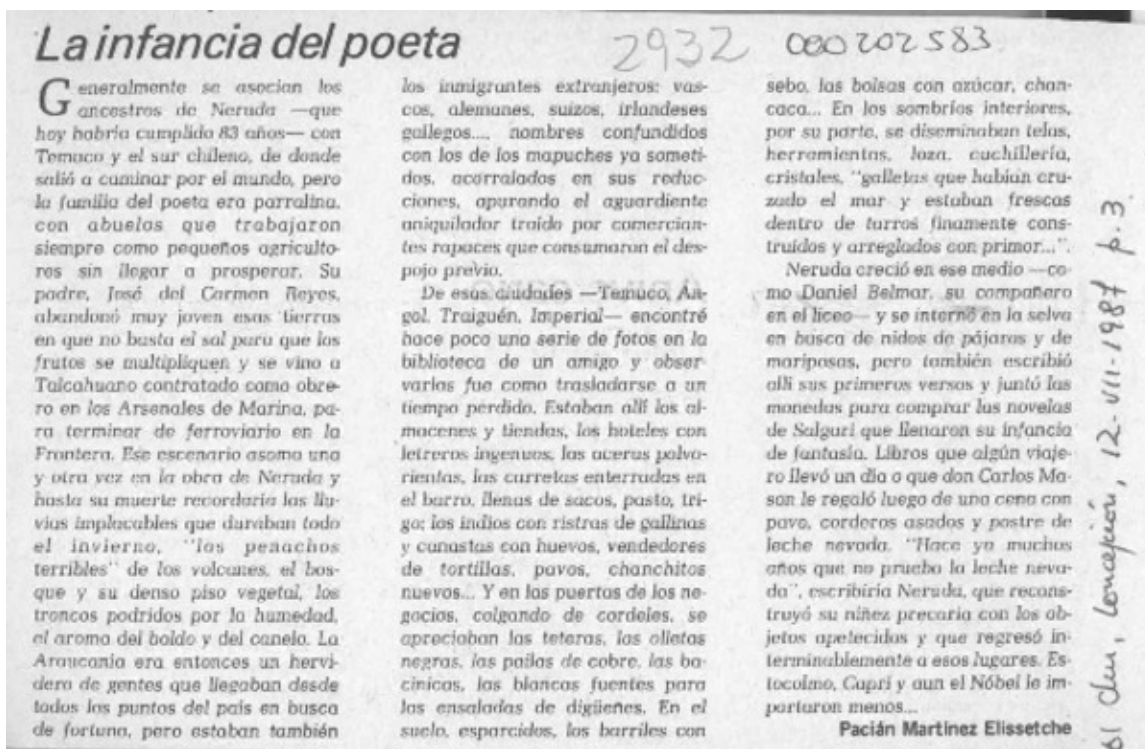 La infancia del poeta
2932 000202583
Generalmente se asocian los
ancestros de Neruda —que
hoy habría cumplido 83 años— con
Temuco y el sur chileno, de donde
salió a caminar por el mundo, pero
la familia del poeta era parralina,
con abuelos que trabajaron
siempre como pequeños agriculto-
res sin llegar a prosperar. Su
padre, José del Carmen Reyes,
abandonó muy joven esas tierras
en que no basta el sol para que los
frutos se multipliquen y se vino a
Talcahuano contratado como obre-
ro en los Arsenales de Marina, pa-
ra terminar de ferroviario en la
Frontera. Ese escenario asoma una
y otra vez en la obra de Neruda y
hasta su muerte recordaría las llu-
vias implacables que duraban todo
el invierno, "los penachos
terribles" de los volcanes, el bos-
que y su denso piso vegetal, los
troncos podridos por la humedad,
el aroma del boldo y del canelo. La
Araucanía era entonces un hervi-
dero de gentes que llegaban desde
todos los puntos del país en busca
de fortuna, pero estaban también
los inmigrantes extranjeros: vas-
cos, alemanes, suizos, irlandeses
gallegos..., nombres confundidos
con los de los mapuches ya someti-
dos, acorralados en sus reduc-
ciones, apurando el aguardiente
aniquilador traído por comercian-
tes rapaces que consumaron el des-
pojo previo.
De esas ciudades —Temuco, An-
gol, Traiguén, Imperial— encontré
hace poco una serie de fotos en la
biblioteca de un amigo y obser-
varlas fue como trasladarse a un
tiempo perdido. Estaban allí los al-
macenes y tiendas, los hoteles con
letreros ingenuos, las aceras polvo-
rientas, las carretas enterradas en
el barro, llenas de sacos, pasto, tri-
go; los indios con ristras de gallinas
y canastas con huevos, vendedores
de tortillas, pavos, chanchitos
nuevos... Y en las puertas de los ne-
gocios, colgando de cordeles, se
apreciaban las teteras, las olletas
negras, las pailas de cobre, las ba-
cinicas, las blancas fuentes para
las ensaladas de digüeñes. En el
suelo, esparcidos, los barriles con
sebo, las bolsas con azúcar, chan-
caca... En los sombríos interiores,
por su parte, se diseminaban telas,
herramientas, loza, cuchillería,
cristales, "galletas que habían cru-
zado el mar y estaban frescas
dentro de tarros finamente cons-
truidos y arreglados con primor...".
Neruda creció en ese medio —co-
mo Daniel Belmar, su compañero
en el liceo— y se internó en la selva
en busca de nidos de pájaros y de
mariposas, pero también escribió
allí sus primeros versos y juntó las
monedas para comprar las novelas
de Salgari que llenaron su infancia
de fantasía. Libros que algún viaje-
ro llevó un día o que don Carlos Ma-
son le regaló luego de una cena con
pavo, corderos asados y postre de
leche nevada. "Hace ya muchos
años que no pruebo la leche neva-
da", escribiría Neruda, que recons-
truyó su niñez precaria con los ob-
jetos apetecidos y que regresó in-
terminablemente a esos lugares. Es-
tocolmo, Capri y aun el Nóbel le im-
portaron menos...
Pacián Martínez Elissetche
Concepción, 12-VII-1987 p. 3.